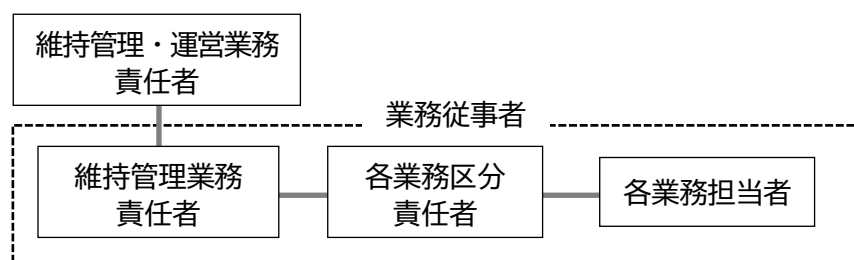 維持管理・運営業務
責任者
業務従事者
維持管理業務
責任者
各業務区分
責任者
各業務担当者